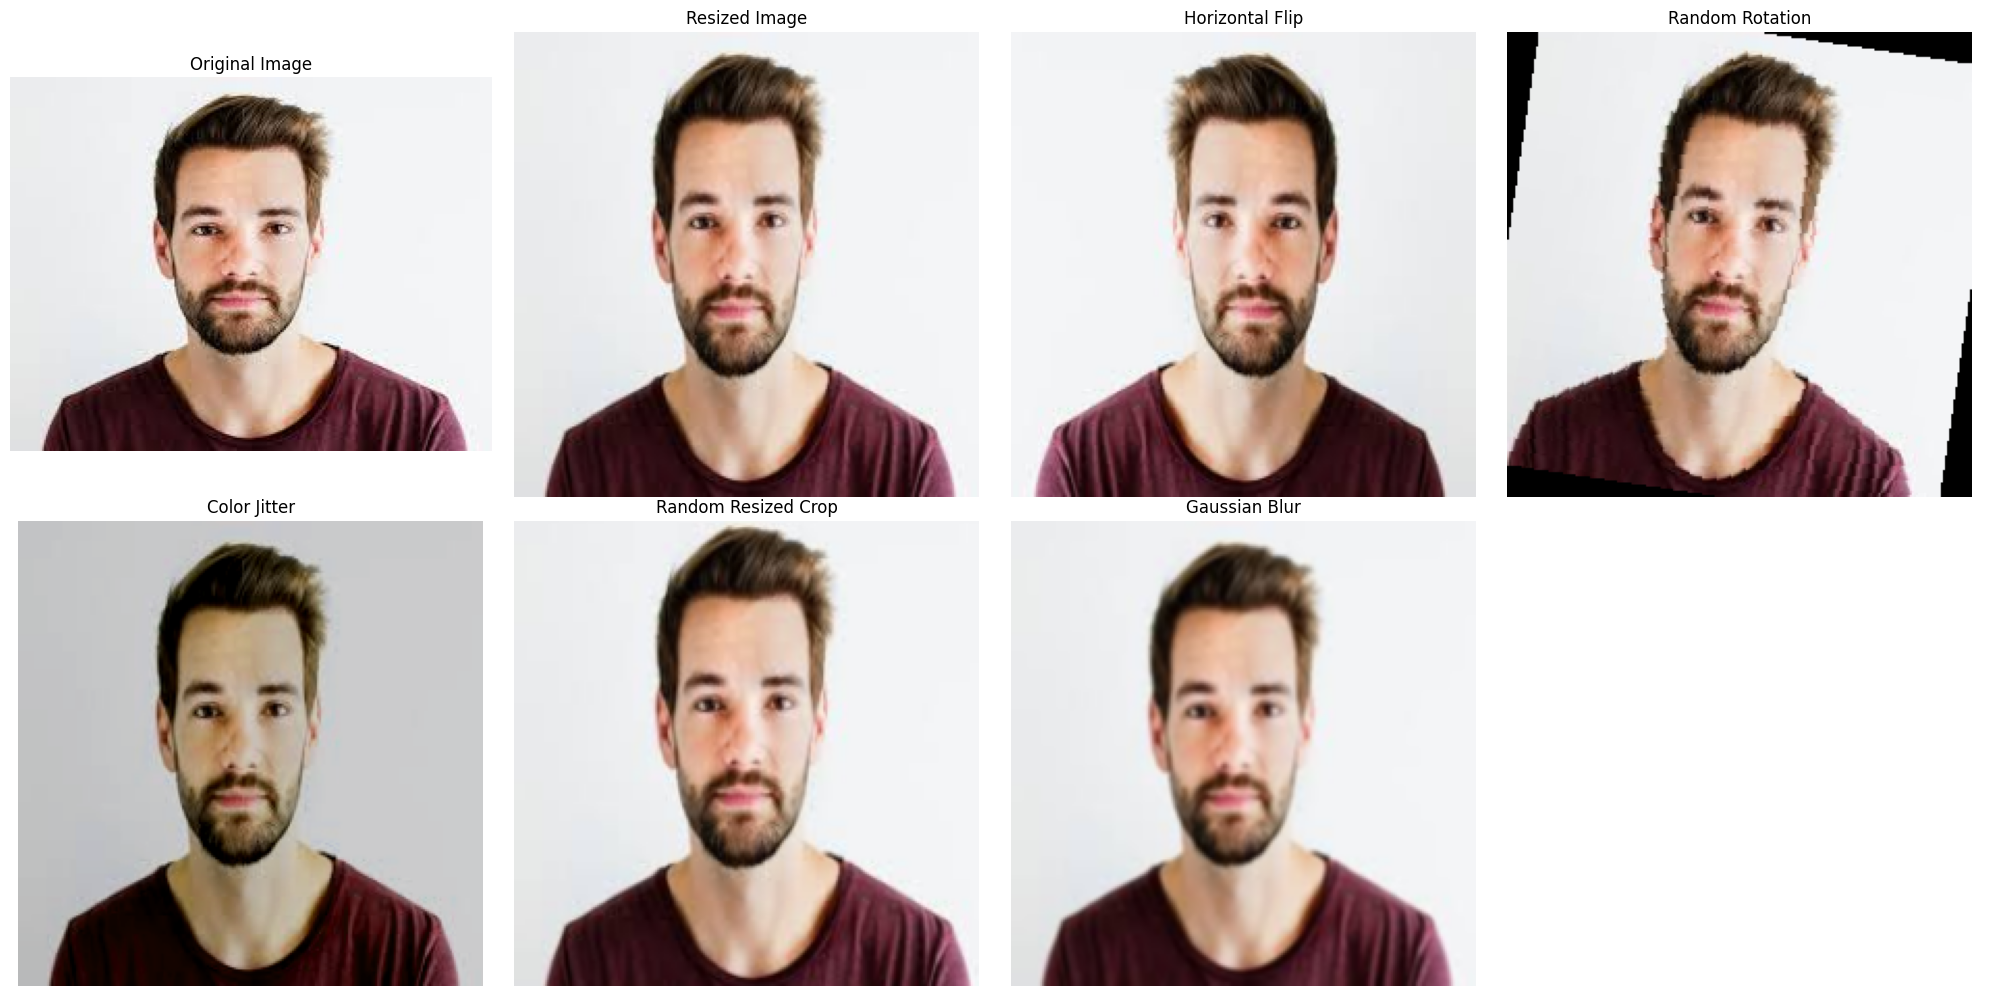 Original Image
Resized Image
Horizontal Flip
Random Rotation
Color Jitter
Random Resized Crop
Gaussian Blur